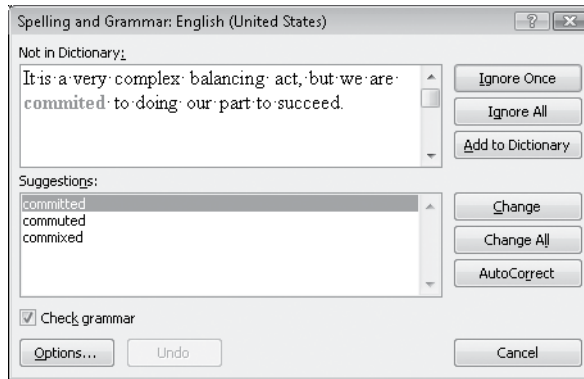 Spelling and Grammar: English (United States)
Not in Dictionary:
It is a very complex balancing act, but we are
commited to doing our part to succeed.
Ignore Once
Ignore All
Add to Dictionary
Suggestions:
committed
commuted
commixed
Change
Change All
AutoCorrect
Check grammar
Options...
Undo
Cancel